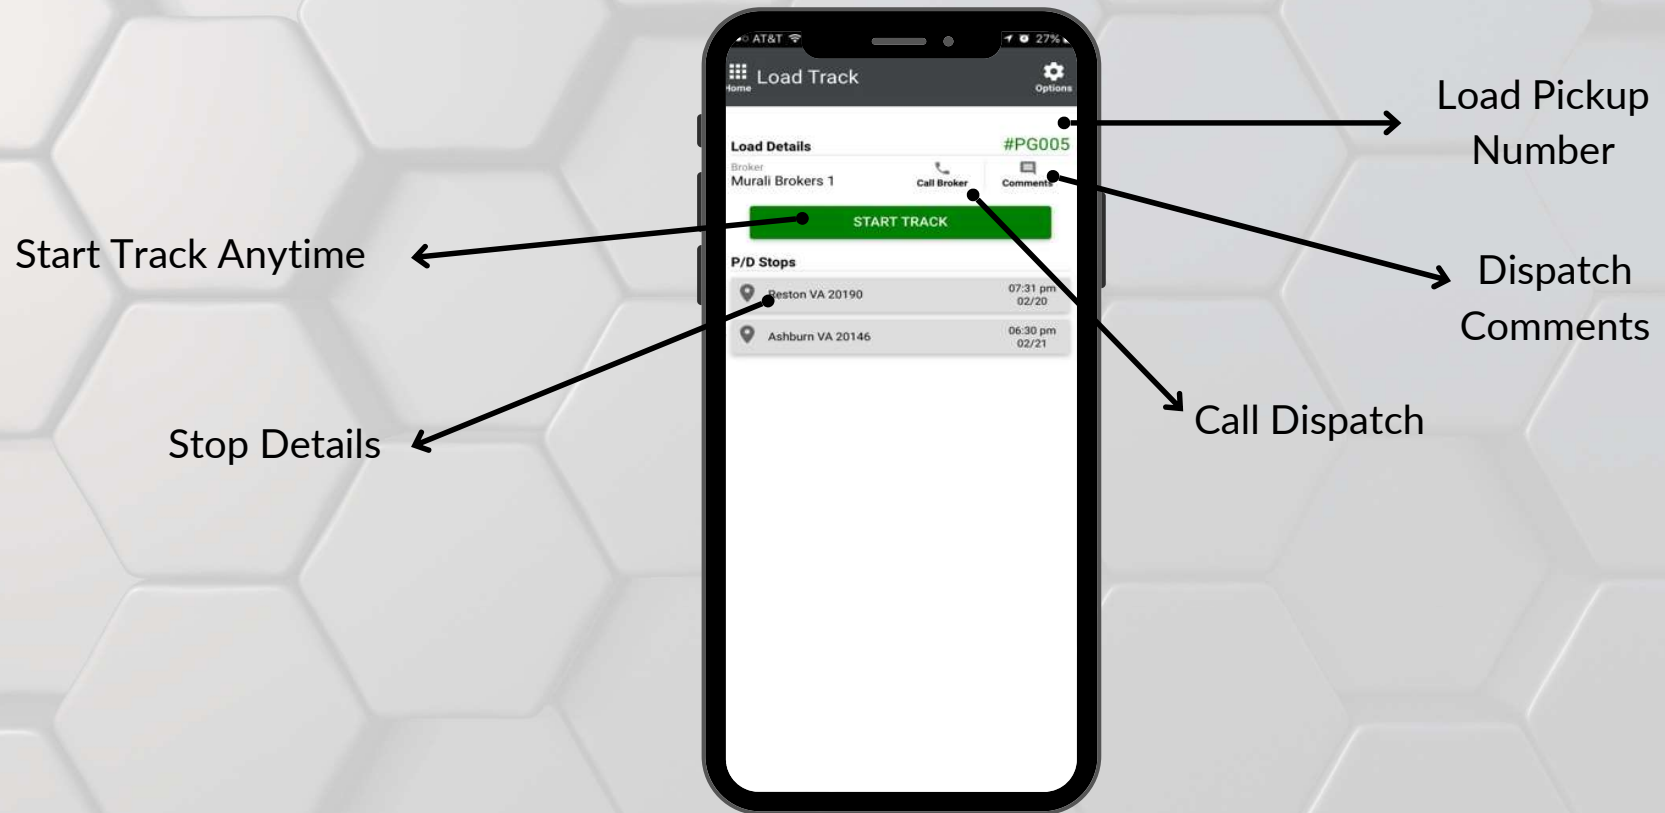 AT&T 27%
Load Track
Home
Options
Load Details #PG005
Broker
Murali Brokers 1
Call Broker
Comments
START TRACK
P/D Stops
Reston VA 20190
07:31 pm
02/20
Ashburn VA 20146
06:30 pm
02/21
Start Track Anytime
Stop Details
Load Pickup
Number
Dispatch
Comments
Call Dispatch